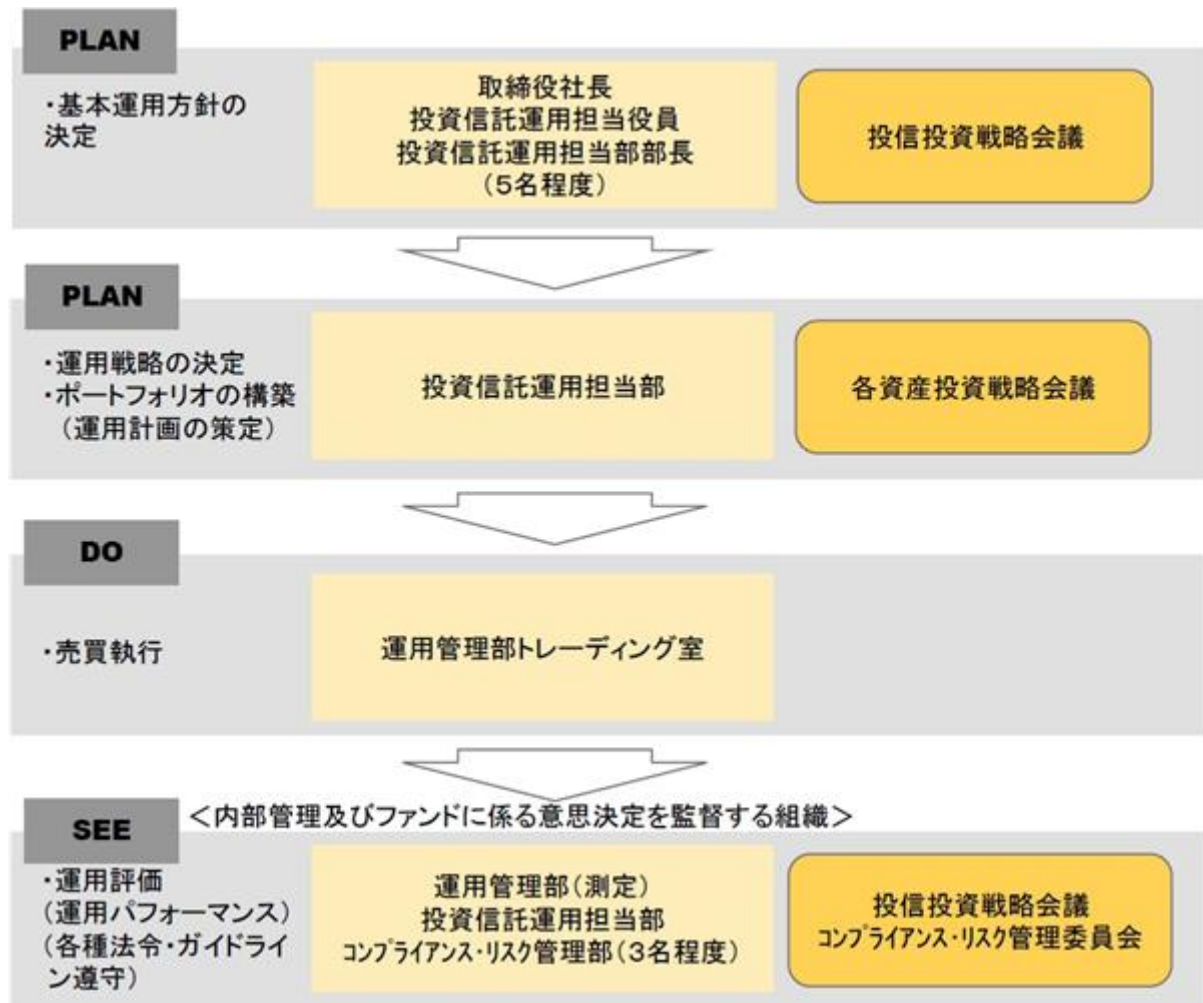 PLAN
・基本運用方針の
決定
取締役社長
投資信託運用担当役員
投資信託運用担当部部長
（5名程度）
投信投資戦略会議
PLAN
・運用戦略の決定
・ポートフォリオの構築
（運用計画の策定）
投資信託運用担当部
各資産投資戦略会議
DO
・売買執行
運用管理部トレーディング室
SEE
＜内部管理及びファンドに係る意思決定を監督する組織＞
・運用評価
（運用パフォーマンス）
（各種法令・ガイドライ
ン遵守）
運用管理部（測定）
投資信託運用担当部
コンプライアンス・リスク管理部（3名程度）
投信投資戦略会議
コンプライアンス・リスク管理委員会